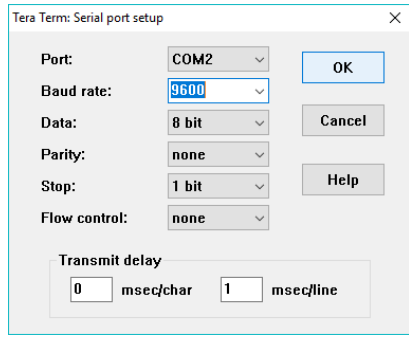 Tera Term: Serial port setup
Port: COM2 OK
Baud rate: 9600
Data: 8 bit Cancel
Parity: none
Stop: 1 bit Help
Flow control: none
Transmit delay
0 msec/char 1 msec/line